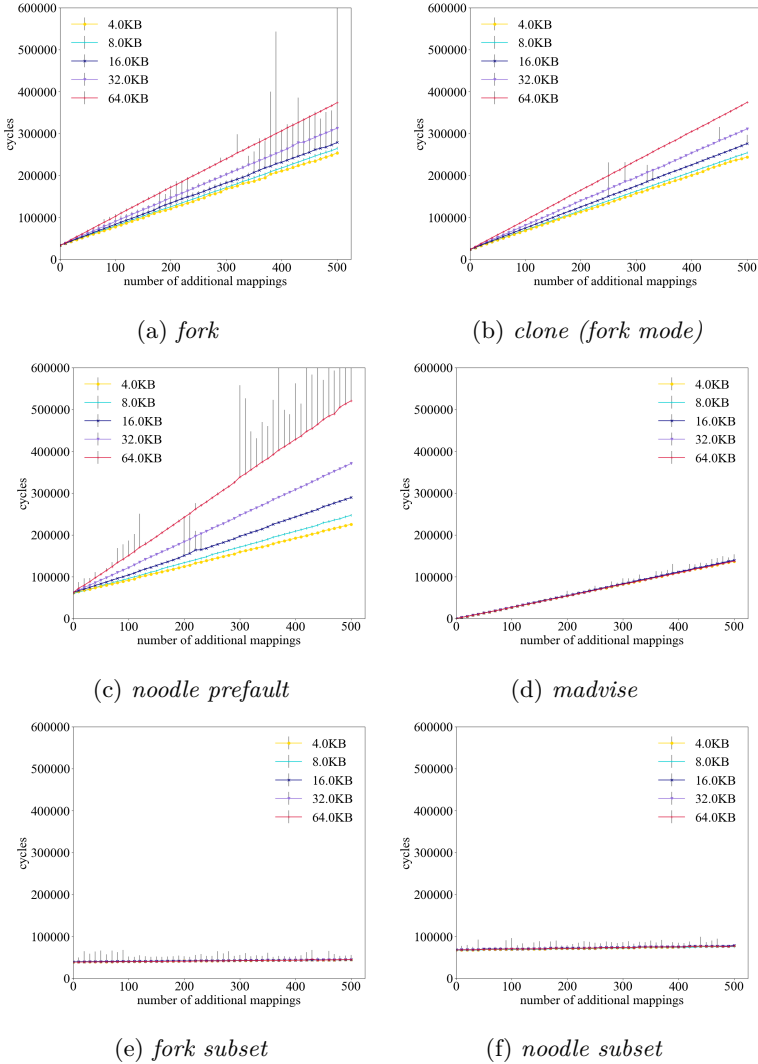 600000
500000
400000
300000
200000
100000
0
cycles
4.0KB
8.0KB
16.0KB
32.0KB
64.0KB
0 100 200 300 400 500
number of additional mappings
(a) fork
600000
500000
400000
300000
200000
100000
0
cycles
4.0KB
8.0KB
16.0KB
32.0KB
64.0KB
0 100 200 300 400 500
number of additional mappings
(b) clone (fork mode)
600000
500000
400000
300000
200000
100000
0
cycles
4.0KB
8.0KB
16.0KB
32.0KB
64.0KB
0 100 200 300 400 500
number of additional mappings
(c) noodle prefault
600000
500000
400000
300000
200000
100000
0
cycles
4.0KB
8.0KB
16.0KB
32.0KB
64.0KB
0 100 200 300 400 500
number of additional mappings
(d) madvise
600000
500000
400000
300000
200000
100000
0
cycles
4.0KB
8.0KB
16.0KB
32.0KB
64.0KB
0 100 200 300 400 500
number of additional mappings
(e) fork subset
600000
500000
400000
300000
200000
100000
0
cycles
4.0KB
8.0KB
16.0KB
32.0KB
64.0KB
0 100 200 300 400 500
number of additional mappings
(f) noodle subset